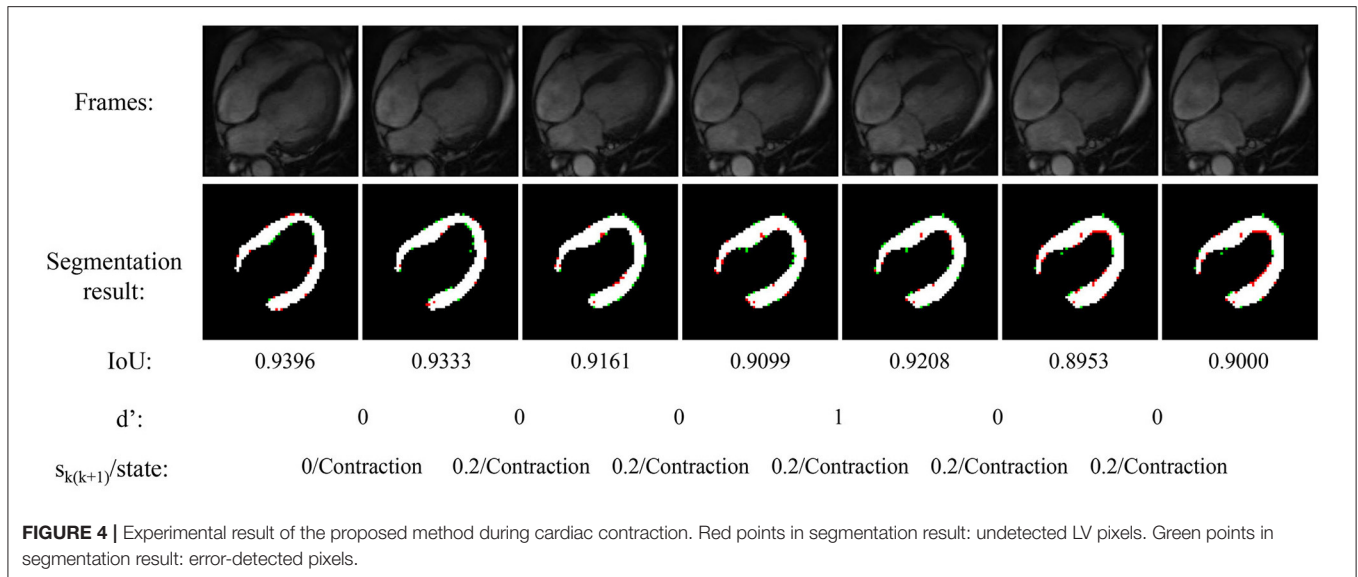 Frames:
Segmentation
result:
IoU: 0.9396 0.9333 0.9161 0.9099 0.9208 0.8953 0.9000
d’: 0 0 0 1 0 0
sk(k+1)/state: 0/Contraction 0.2/Contraction 0.2/Contraction 0.2/Contraction 0.2/Contraction 0.2/Contraction
FIGURE 4 | Experimental result of the proposed method during cardiac contraction. Red points in segmentation result: undetected LV pixels. Green points in
segmentation result: error-detected pixels.